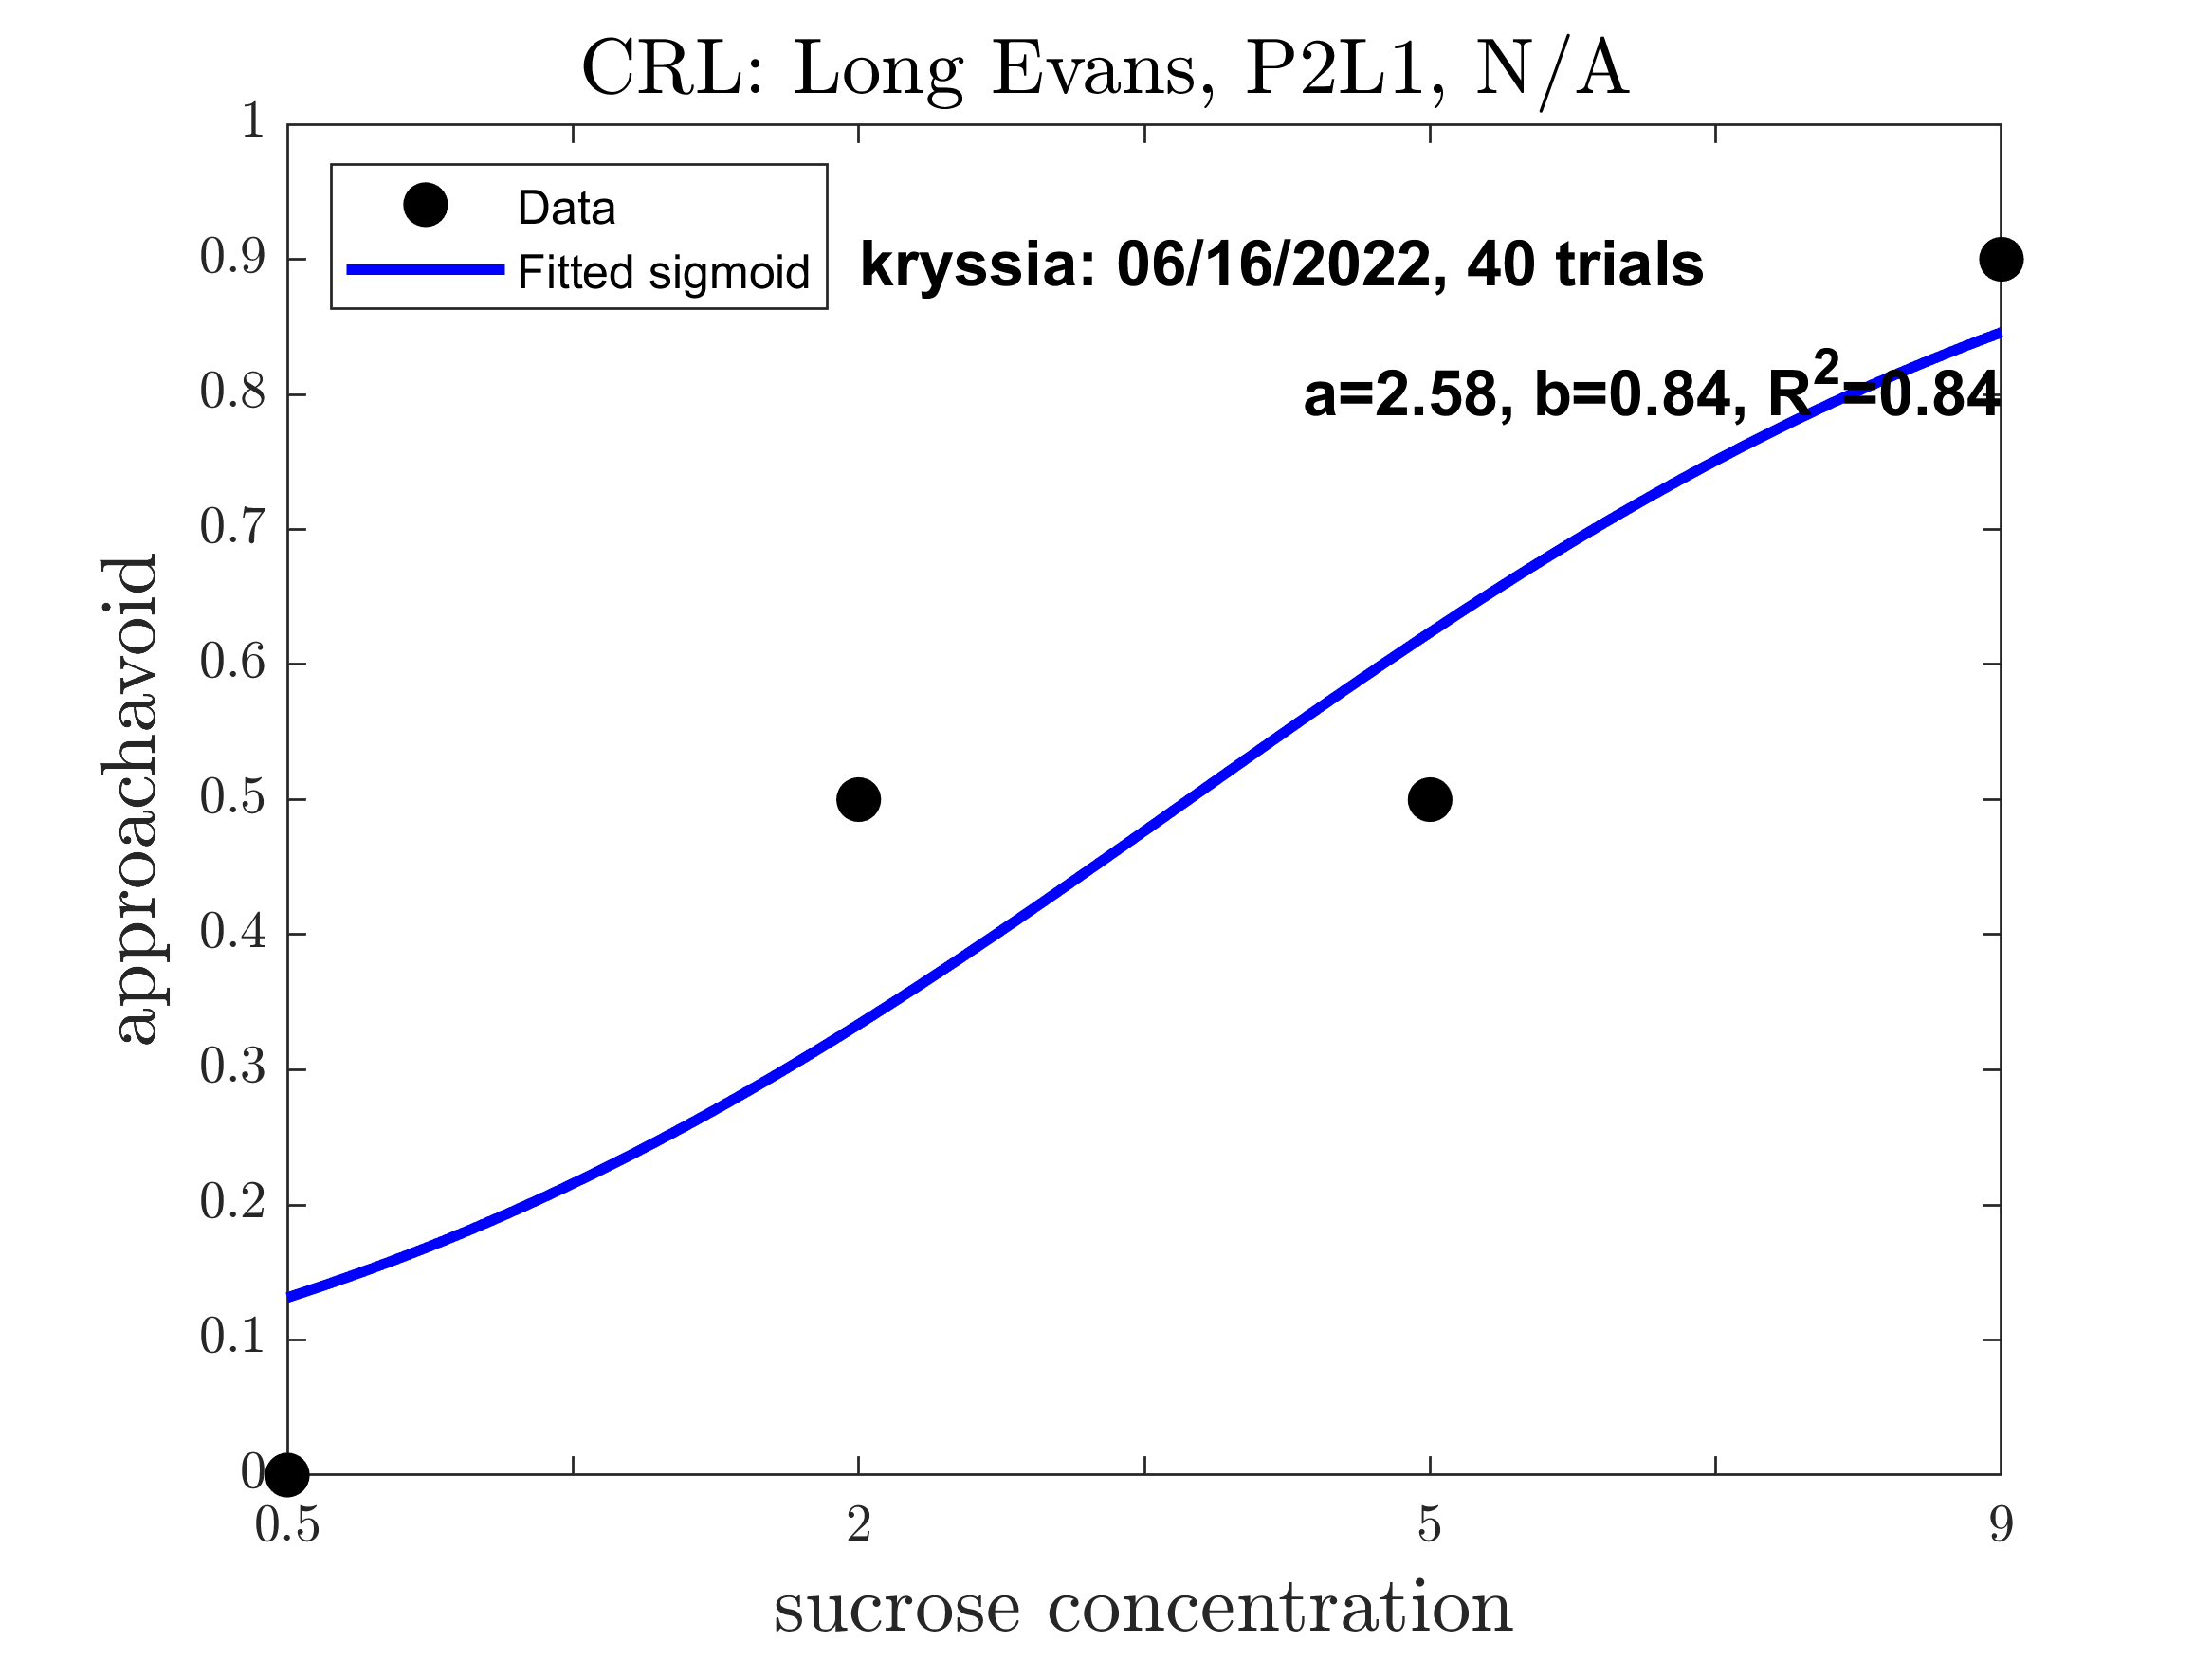 CRL: Long Evans, P2L1, N/A
Data
Fitted sigmoid
kryssia: 06/16/2022, 40 trials
a=2.58, b=0.84, R²=0.84
approachavoid
1
0.9
0.8
0.7
0.6
0.5
0.4
0.3
0.2
0.1
0
0.5 2 5 9
sucrose concentration